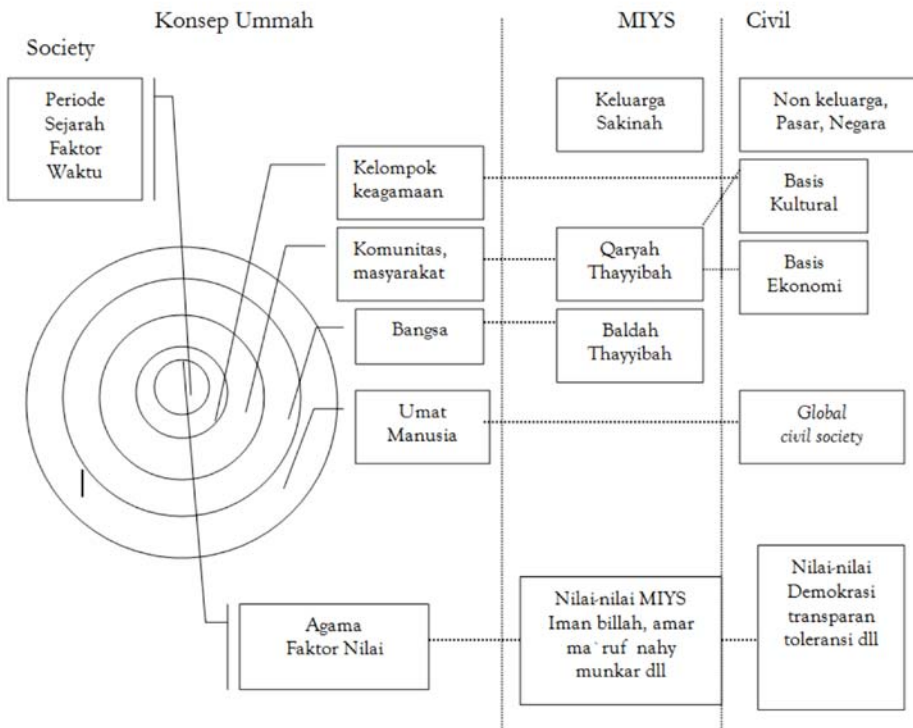 Konsep Ummah
MIYS
Civil
Society
Periode
Sejarah
Faktor
Waktu
Keluarga
Sakinah
Non keluarga,
Pasar, Negara
Kelompok
keagamaan
Basis
Kultural
Komunitas,
masyarakat
Qaryah
Thayyibah
Basis
Ekonomi
Bangsa
Baldah
Thayyibah
Umat
Manusia
Global
civil society
Agama
Faktor Nilai
Nilai-nilai MIYS
Iman billah, amar
ma`ruf nahy
munkar dll
Nilai-nilai
Demokrasi
transparan
toleransi dll